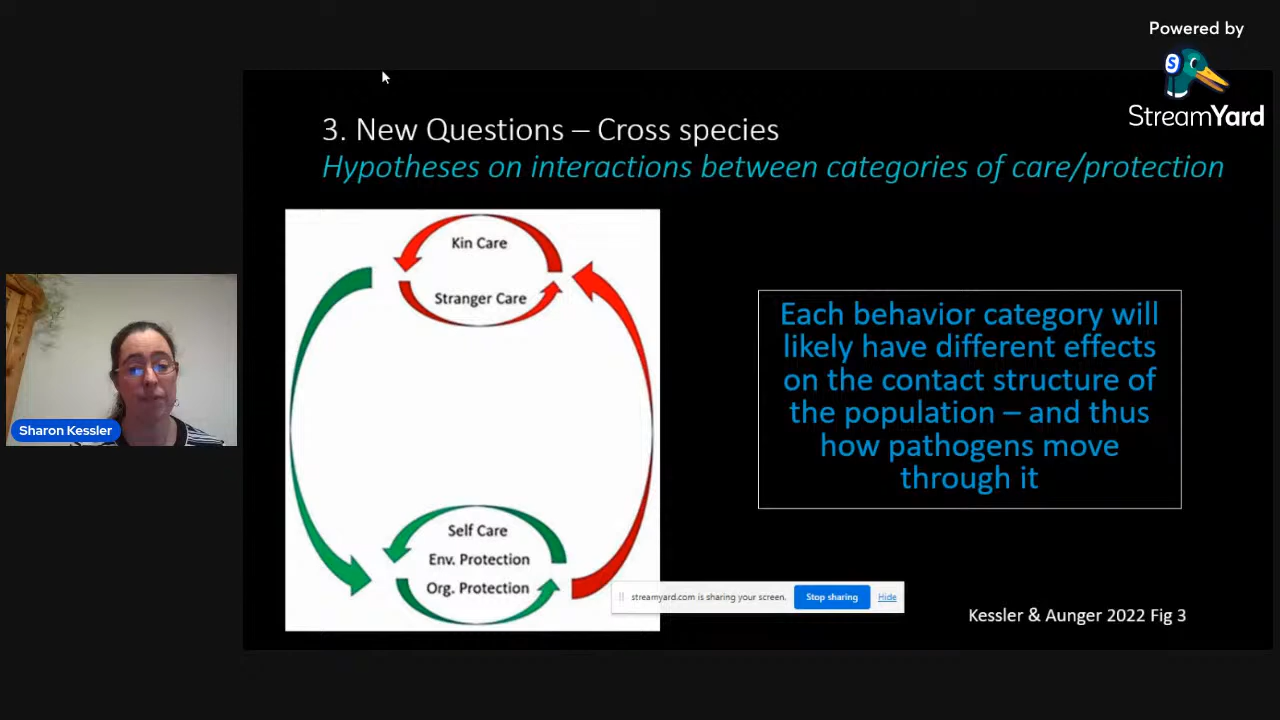 Powered by
S
StreamYard
3. New Questions – Cross species
Hypotheses on interactions between categories of care/protection
Kin Care
Stranger Care
Each behavior category will
likely have different effects
on the contact structure of
the population – and thus
how pathogens move
through it
Sharon Kessler
Self Care
Env. Protection
Org. Protection
streamyard.com is sharing your screen.
Stop sharing
Hide
Kessler & Aunger 2022 Fig 3